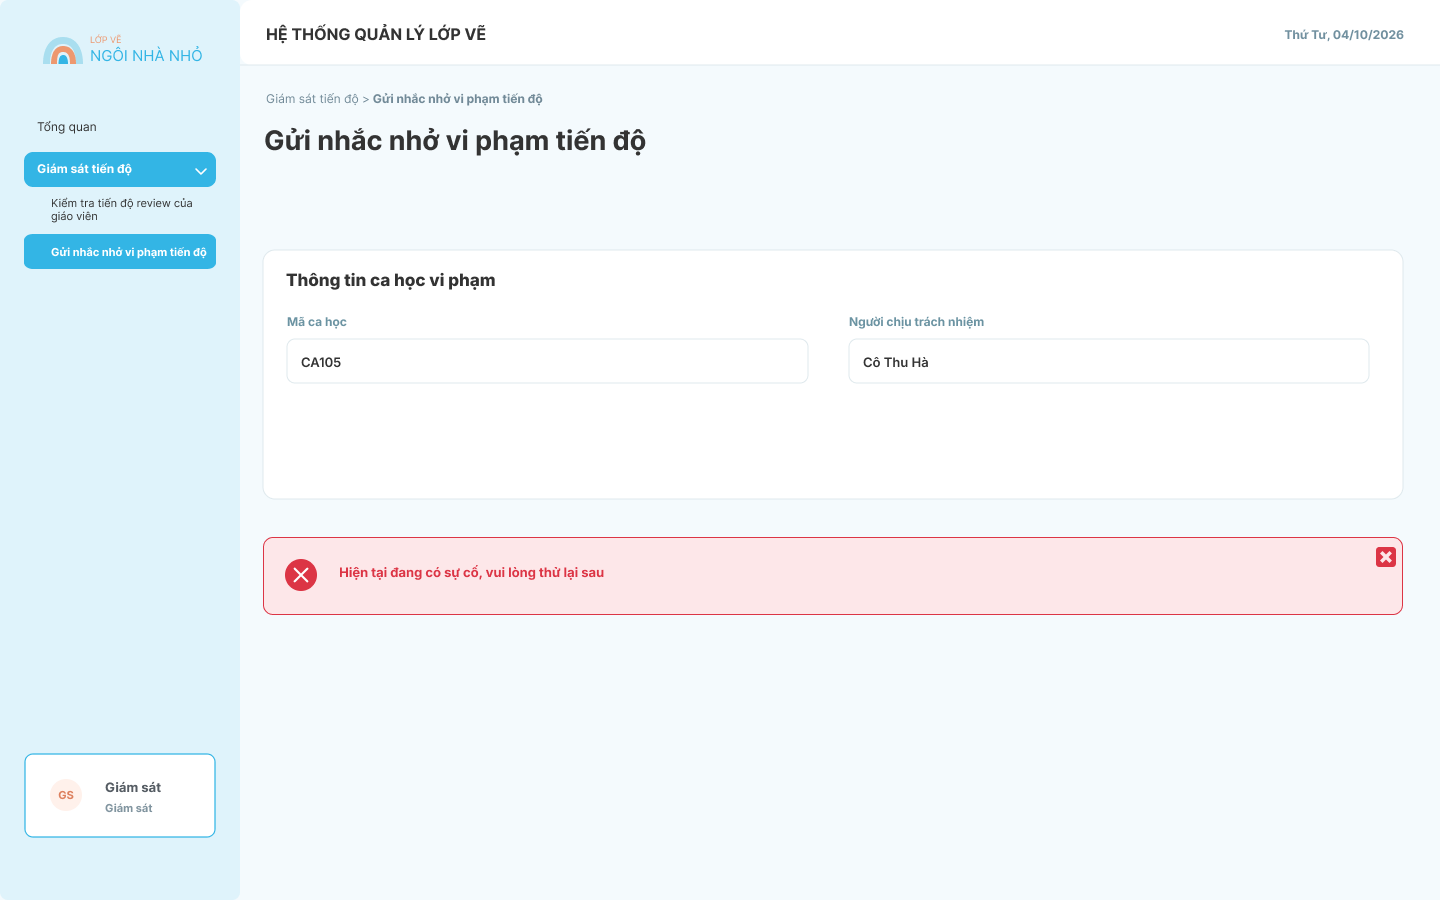 LỚP VẼ
NGÔI NHÀ NHỎ
HỆ THỐNG QUẢN LÝ LỚP VẼ
Thứ Tư, 04/10/2026
Tổng quan
Giám sát tiến độ
Kiểm tra tiến độ review của
giáo viên
Gửi nhắc nhở vi phạm tiến độ
Giám sát tiến độ > Gửi nhắc nhở vi phạm tiến độ
Gửi nhắc nhở vi phạm tiến độ
Thông tin ca học vi phạm
Mã ca học
CA105
Người chịu trách nhiệm
Cô Thu Hà
Hiện tại đang có sự cố, vui lòng thử lại sau
GS
Giám sát
Giám sát